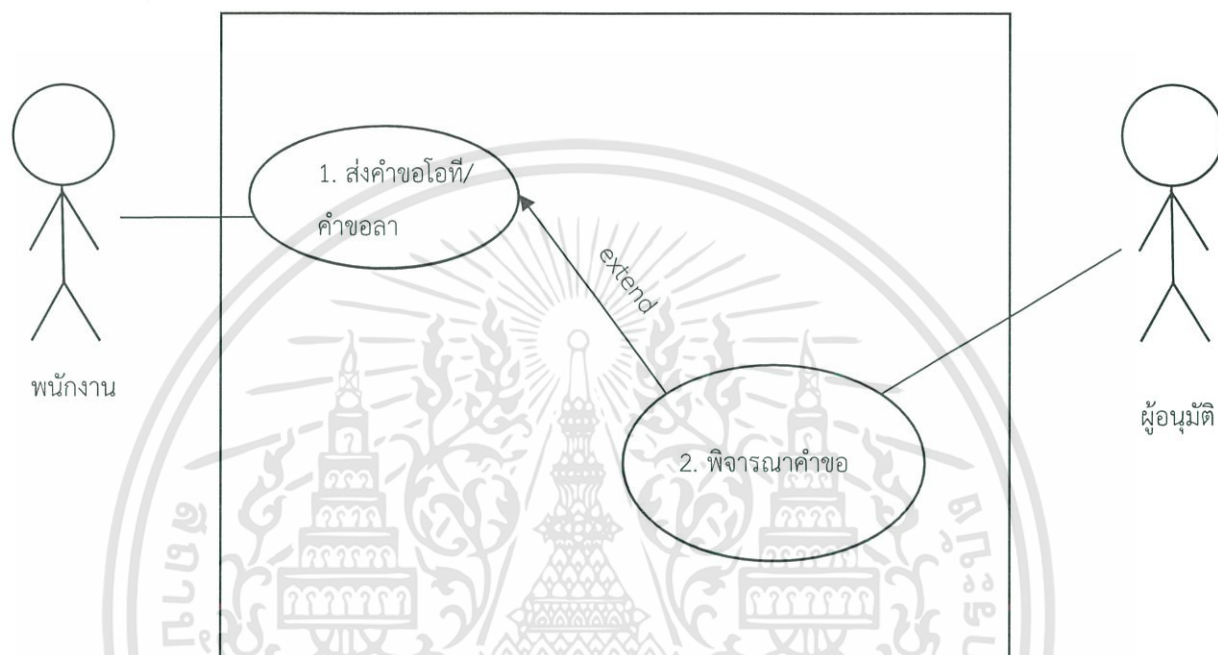 1. ส่งคำขอโอที/
คำขอลา
extend
พนักงาน
2. พิจารณาคำขอ
ผู้อนุมัติ